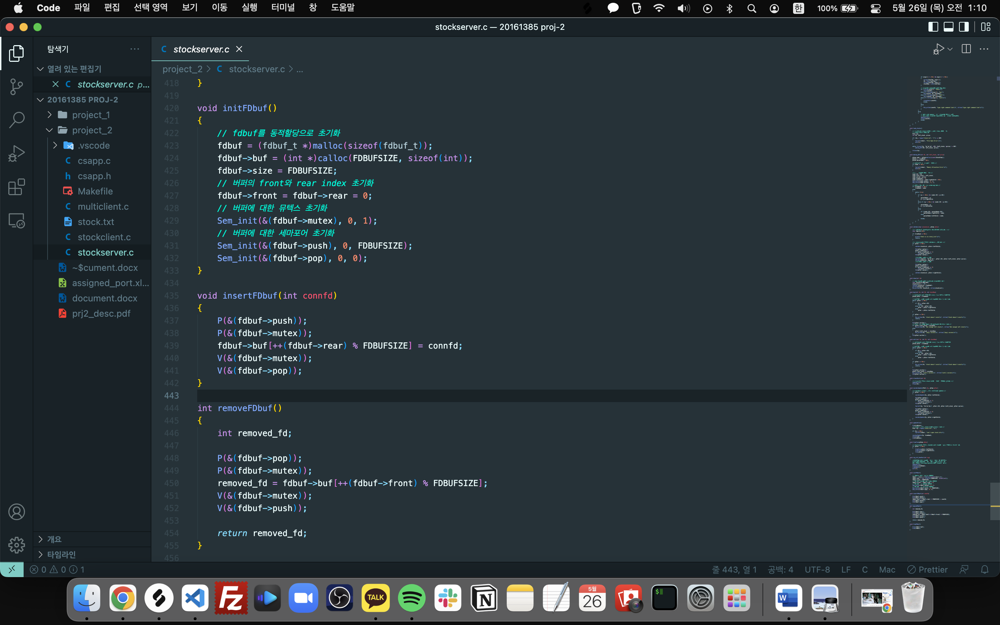 Code 파일 편집 선택 영역 보기 이동 실행 터미널 창 도움말 한 100% 5월 26일 (목) 오전 1:10
stockserver.c — 20161385 proj-2
탐색기 ···
열려 있는 편집기
C stockserver.c p...
20161385 PROJ-2
project_1
project_2
.vscode
C csapp.c
h csapp.h
Makefile
C multiclient.c
stock.txt
C stockclient.c
C stockserver.c
~$cument.docx
assigned_port.xl...
document.docx
prj2_desc.pdf
개요
타임라인
C stockserver.c
project_2 > C stockserver.c > ...
418 }
419
420 void initFDbuf()
421 {
422 // fdbuf를 동적할당으로 초기화
423 fdbuf = (fdbuf_t *)malloc(sizeof(fdbuf_t));
424 fdbuf->buf = (int *)calloc(FDBUFSIZE, sizeof(int));
425 fdbuf->size = FDBUFSIZE;
426 // 버퍼의 front와 rear index 초기화
427 fdbuf->front = fdbuf->rear = 0;
428 // 버퍼에 대한 뮤텍스 초기화
429 Sem_init(&(fdbuf->mutex), 0, 1);
430 // 버퍼에 대한 세마포어 초기화
431 Sem_init(&(fdbuf->push), 0, FDBUFSIZE);
432 Sem_init(&(fdbuf->pop), 0, 0);
433 }
434
435 void insertFDbuf(int connfd)
436 {
437 P(&(fdbuf->push));
438 P(&(fdbuf->mutex));
439 fdbuf->buf[++(fdbuf->rear) % FDBUFSIZE] = connfd;
440 V(&(fdbuf->mutex));
441 V(&(fdbuf->pop));
442 }
443
444 int removeFDbuf()
445 {
446 int removed_fd;
447
448 P(&(fdbuf->pop));
449 P(&(fdbuf->mutex));
450 removed_fd = fdbuf->buf[++(fdbuf->front) % FDBUFSIZE];
451 V(&(fdbuf->mutex));
452 V(&(fdbuf->push));
453
454 return removed_fd;
455 }
456
0 0 1 줄 443, 열 1 공백: 4 UTF-8 LF C Mac Prettier
Fz TALK N 5월 26 $ W